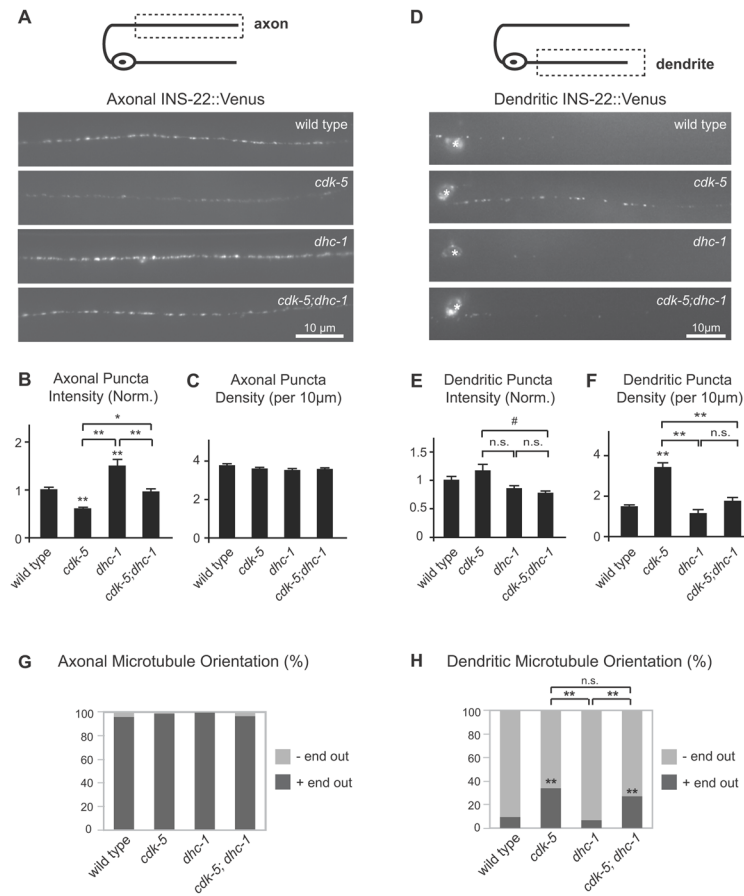 A
axon
Axonal INS-22::Venus
wild type
cdk-5
dhc-1
cdk-5;dhc-1
10 μm
D
dendrite
Dendritic INS-22::Venus
wild type
*
cdk-5
*
dhc-1
*
cdk-5;dhc-1
*
10μm
B Axonal Puncta
Intensity (Norm.)
*
** **
**
**
2
1
0
wild type
cdk-5
dhc-1
cdk-5;dhc-1
C Axonal Puncta
Density (per 10μm)
4
2
0
wild type
cdk-5
dhc-1
cdk-5;dhc-1
E Dendritic Puncta
Intensity (Norm.)
#
n.s. n.s.
1.5
1
0.5
0
wild type
cdk-5
dhc-1
cdk-5;dhc-1
F Dendritic Puncta
Density (per 10μm)
**
** n.s.
**
4
2
0
wild type
cdk-5
dhc-1
cdk-5;dhc-1
G Axonal Microtubule Orientation (%)
100
80
60
40
20
0
- end out
+ end out
wild type
cdk-5
dhc-1
cdk-5; dhc-1
H Dendritic Microtubule Orientation (%)
n.s.
** **
100
80
60
40
20
0
**
**
- end out
+ end out
wild type
cdk-5
dhc-1
cdk-5; dhc-1